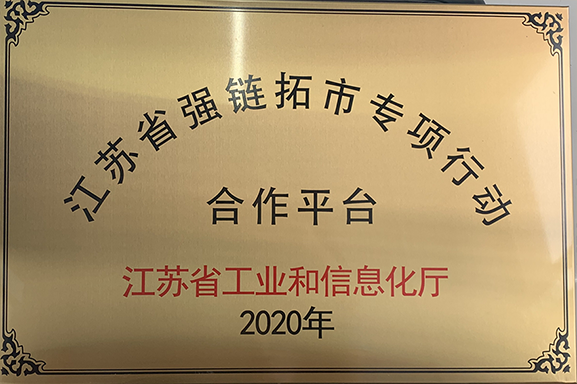 江苏省强链拓市专项行动
合作平台
江苏省工业和信息化厅
2020年